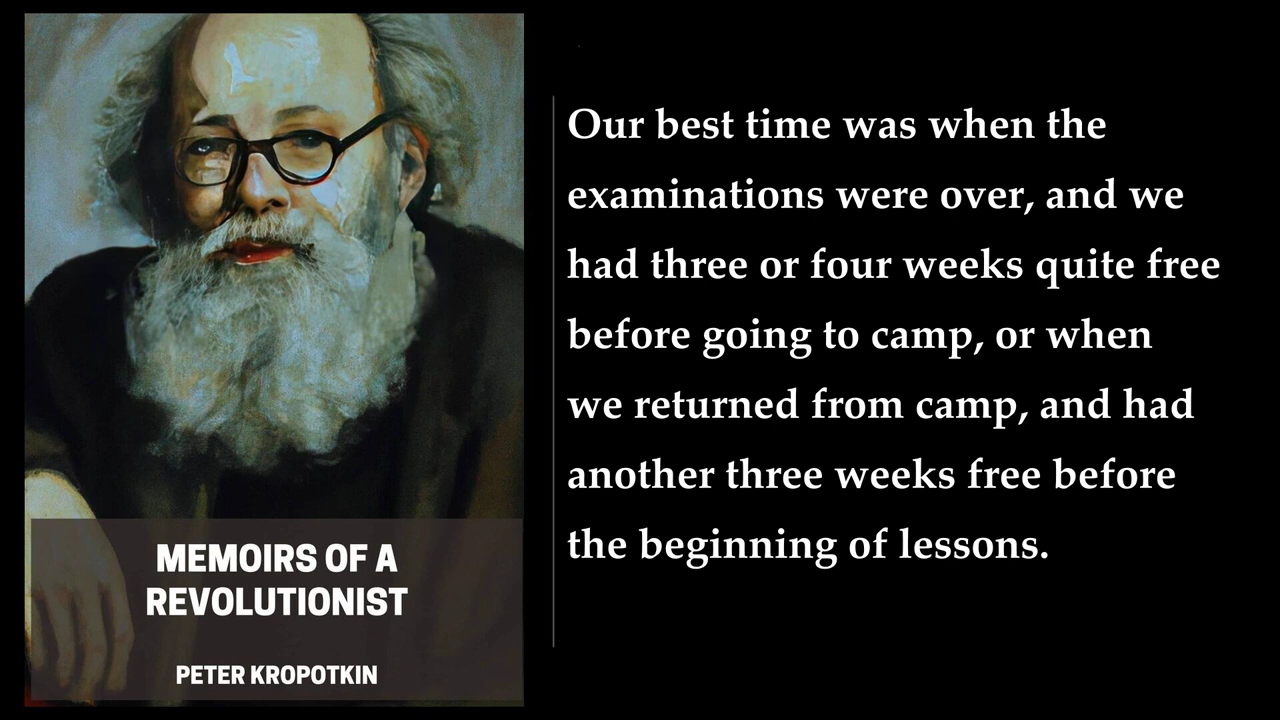 MEMOIRS OF A
REVOLUTIONIST
PETER KROPOTKIN
Our best time was when the
examinations were over, and we
had three or four weeks quite free
before going to camp, or when
we returned from camp, and had
another three weeks free before
the beginning of lessons.